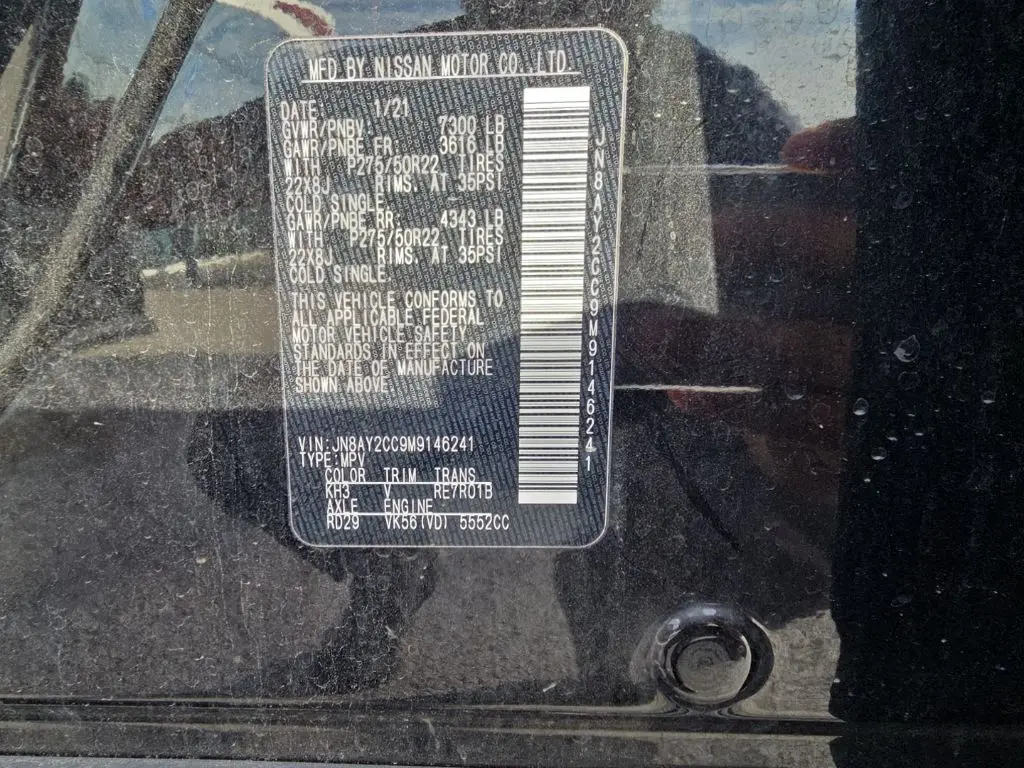 MFD BY NISSAN MOTOR CO., LTD.
DATE: 1/21
GVWR/PNBV: 7300 LB
GAWR/PNBE FR: 3616 LB
WITH P275/50R22 TIRES
22X8J RIMS. AT 35PSI
COLD SINGLE.
GAWR/PNBE RR: 4343 LB
WITH P275/50R22 TIRES
22X8J RIMS. AT 35PSI
COLD SINGLE.
THIS VEHICLE CONFORMS TO
ALL APPLICABLE FEDERAL
MOTOR VEHICLE SAFETY
STANDARDS IN EFFECT ON
THE DATE OF MANUFACTURE
SHOWN ABOVE.
VIN:JN8AY2CC9M9146241
TYPE:MPV
COLOR TRIM TRANS
KH3 V RE7R01B
AXLE ENGINE
RD29 VK56(VD) 5552CC
JN8AY2CC9M9146241